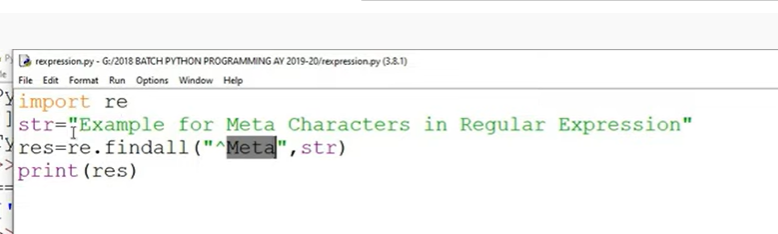 rexpression.py - G:/2018 BATCH PYTHON PROGRAMMING AY 2019-20/rexpression.py (3.8.1)
File Edit Format Run Options Window Help
import re
str="Example for Meta Characters in Regular Expression"
res=re.findall("^Meta",str)
print(res)